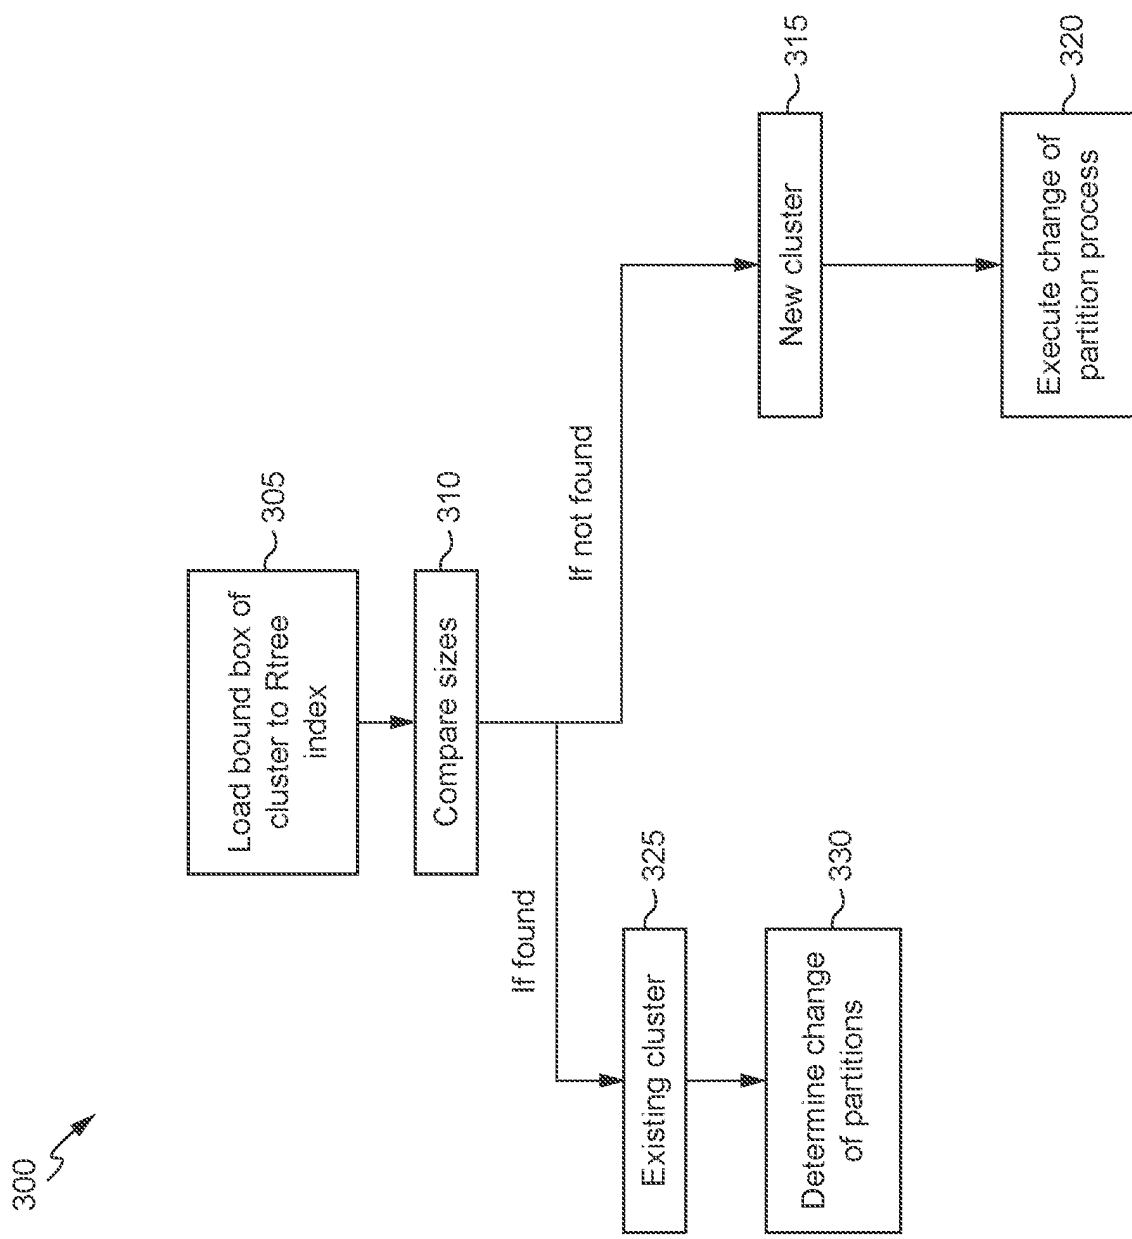 300
Load bound box of
cluster to Rtree
index
305
Compare sizes
310
If found
If not found
Existing cluster
325
Determine change
of partitions
330
New cluster
315
Execute change of
partition process
320